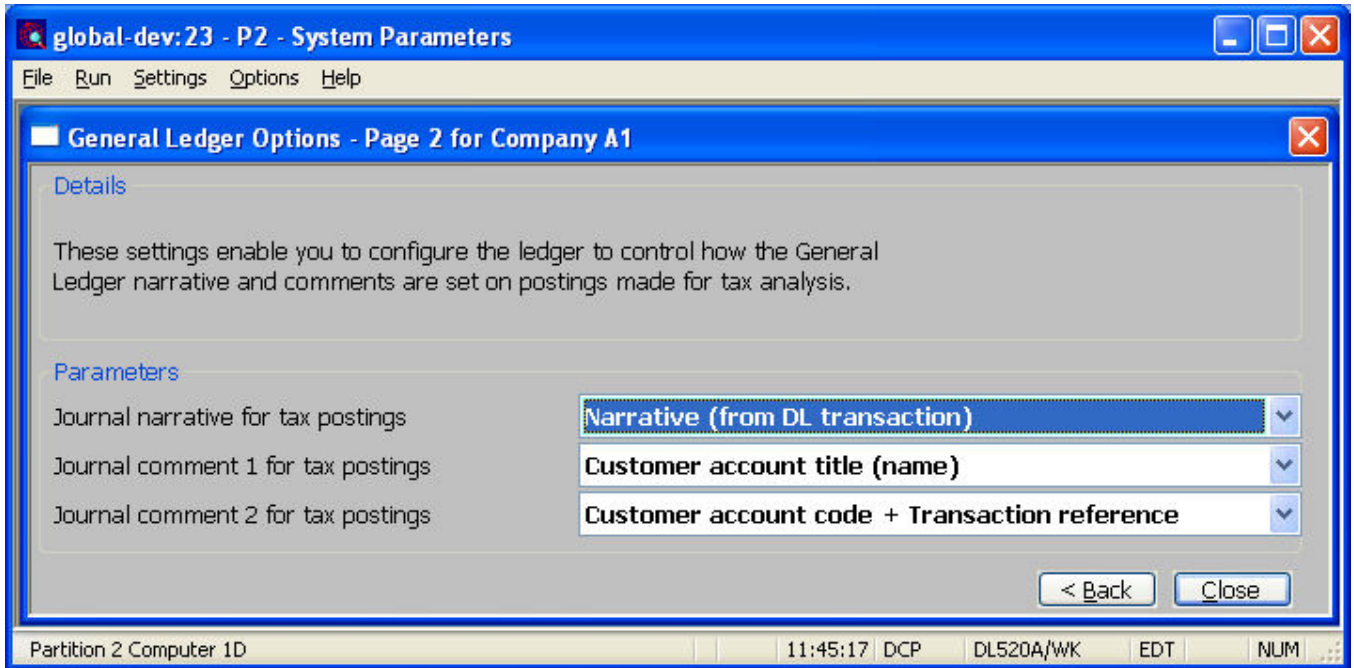 global-dev:23 - P2 - System Parameters
File Run Settings Options Help
General Ledger Options - Page 2 for Company A1
Details
These settings enable you to configure the ledger to control how the General
Ledger narrative and comments are set on postings made for tax analysis.
Parameters
Journal narrative for tax postings Narrative (from DL transaction)
Journal comment 1 for tax postings Customer account title (name)
Journal comment 2 for tax postings Customer account code + Transaction reference
< Back Close
Partition 2 Computer 1D 11:45:17 DCP DL520A/WK EDT NUM